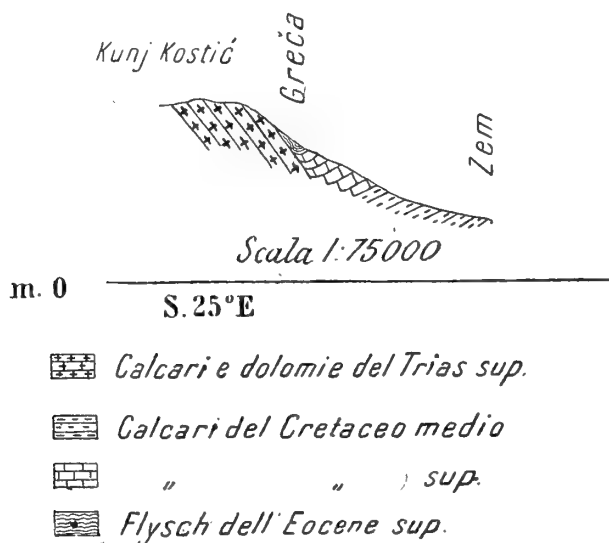 Kunj Kostić
Greča
Zem
Scala 1:75000
m. 0
S. 25° E
Calcari e dolomie del Trias sup.
Calcari del Cretaceo medio
„ „ ) sup.
Flysch dell' Eocene sup.